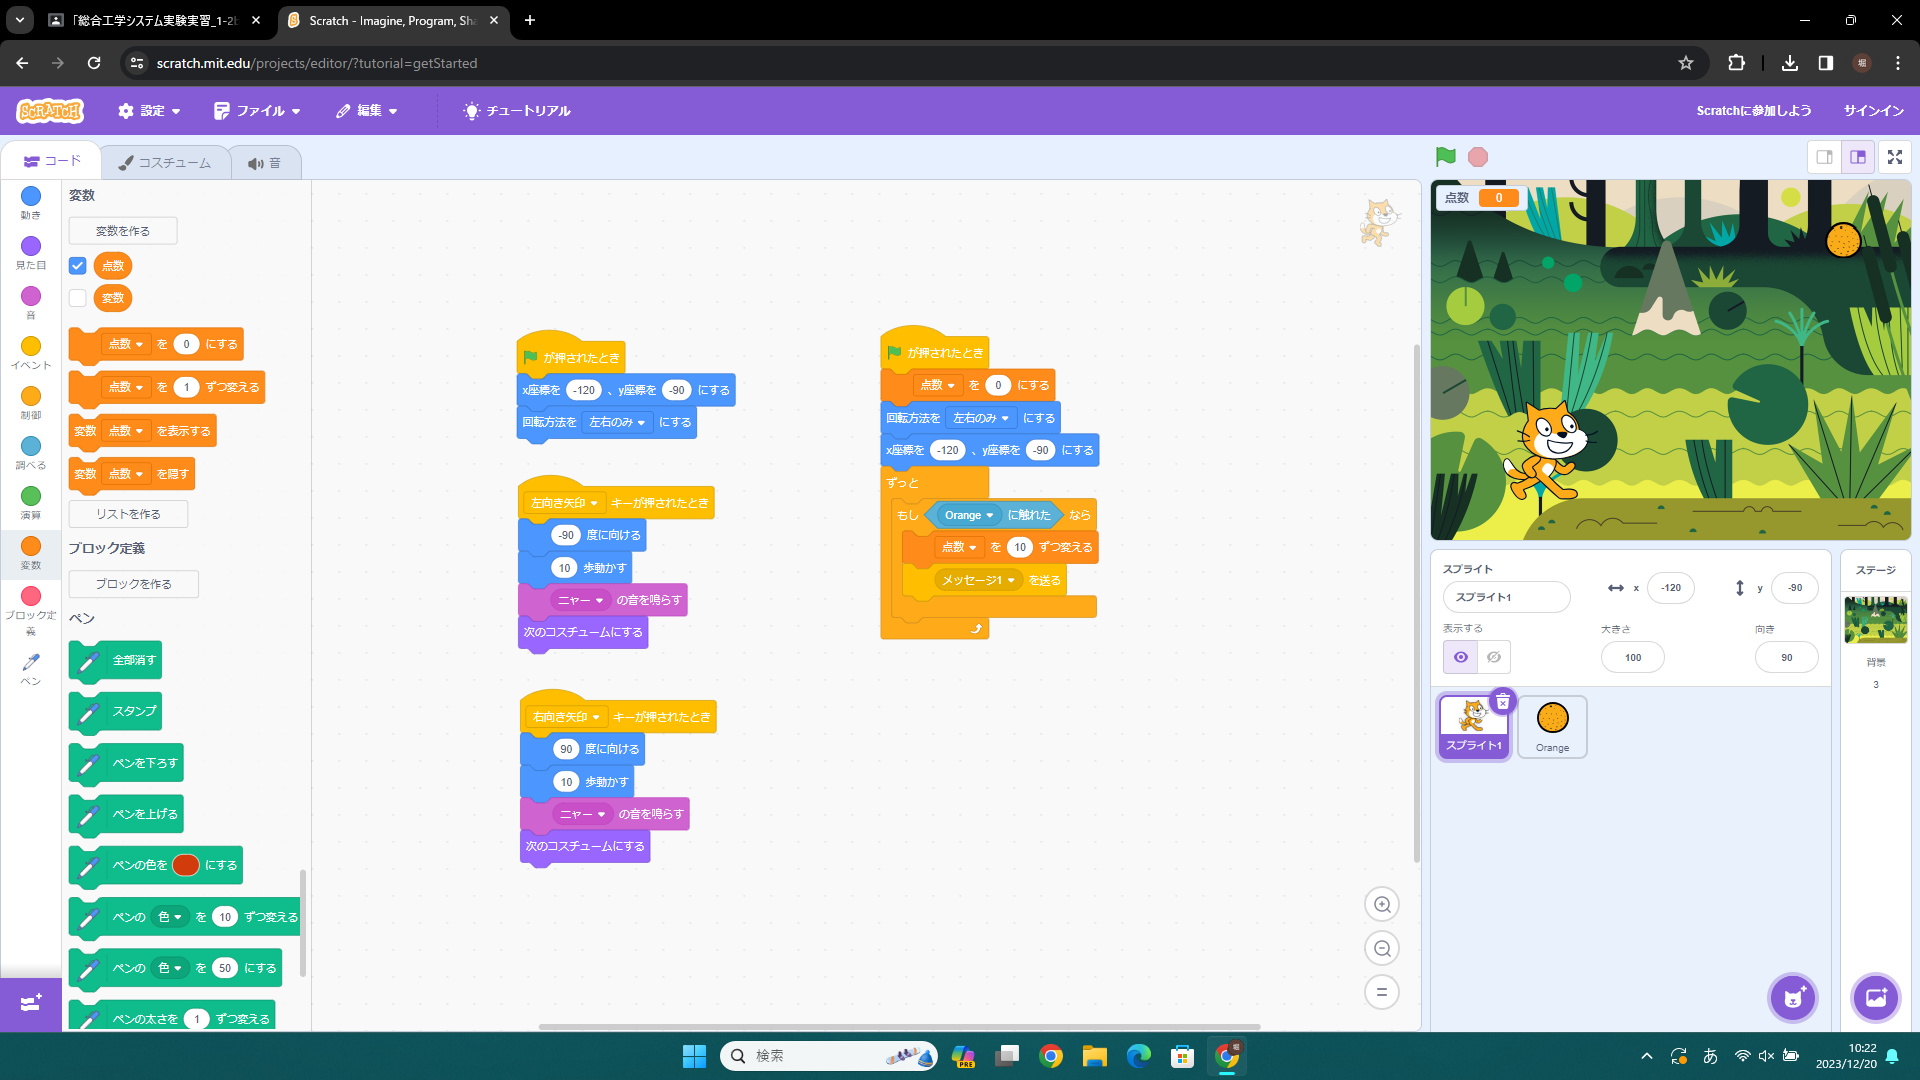 「総合工学システム実験実習_1-2b
Scratch - Imagine, Program, Sha
scratch.mit.edu/projects/editor/?tutorial=getStarted
堀
SCRATCH
設定
ファイル
編集
チュートリアル
Scratchに参加しよう
サインイン
コード
コスチューム
音
動き
見た目
音
イベント
制御
調べる
演算
変数
ブロック定義
ペン
変数
変数を作る
点数
変数
点数 を 0 にする
点数 を 1 ずつ変える
変数 点数 を表示する
変数 点数 を隠す
リストを作る
ブロック定義
ブロックを作る
ペン
全部消す
スタンプ
ペンを下ろす
ペンを上げる
ペンの色を にする
ペンの 色 を 10 ずつ変える
ペンの 色 を 50 にする
ペンの太さを 1 ずつ変える
が押されたとき
x座標を -120 、y座標を -90 にする
回転方法を 左右のみ にする
左向き矢印 キーが押されたとき
-90 度に向ける
10 歩動かす
ニャー の音を鳴らす
次のコスチュームにする
右向き矢印 キーが押されたとき
90 度に向ける
10 歩動かす
ニャー の音を鳴らす
次のコスチュームにする
が押されたとき
点数 を 0 にする
回転方法を 左右のみ にする
x座標を -120 、y座標を -90 にする
ずっと
もし Orange に触れた なら
点数 を 10 ずつ変える
メッセージ1 を送る
点数 0
スプライト
スプライト1
x -120
y -90
表示する
大きさ
100
向き
90
スプライト1
Orange
ステージ
背景
3
検索
PRE
堀
あ
10:22
2023/12/20